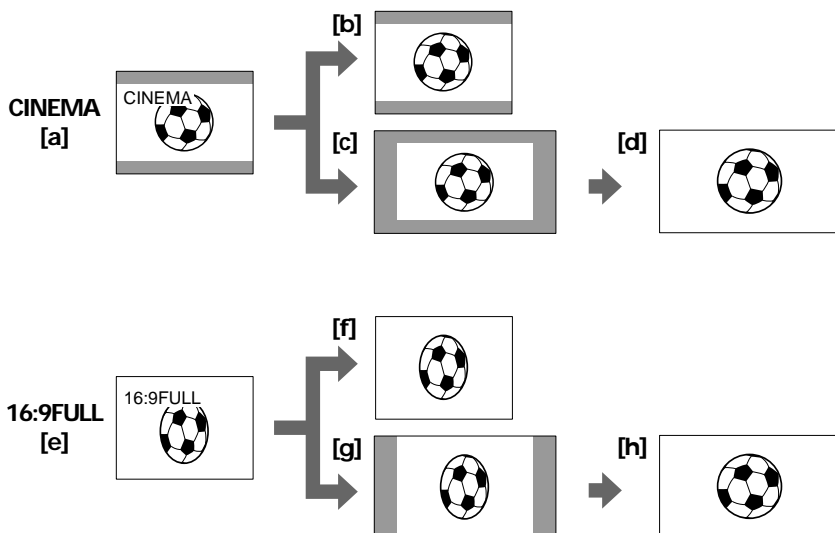 [b]
CINEMA
CINEMA
[a]
[c]
[d]
[f]
16:9FULL
16:9FULL
[e]
[g]
[h]